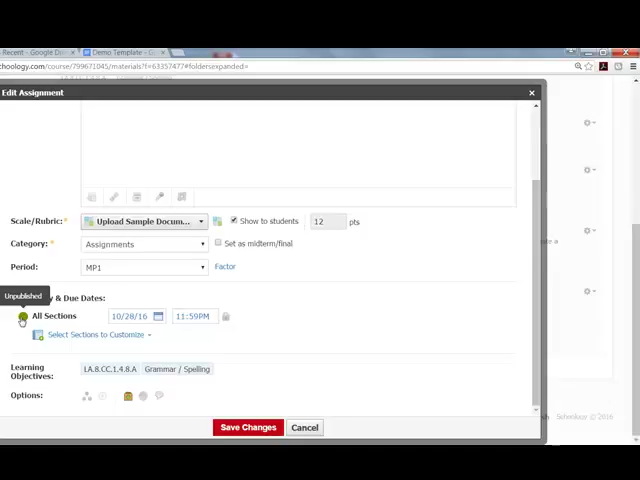 Recent - Google Do
Demo Template - G
choology.com/course/799671045/materials?f=63357477#foldersexpanded=
Edit Assignment
Scale/Rubric:*
Upload Sample Docum...
Show to students
12
pts
Category: *
Assignments
Set as midterm/final
Period:
MP1
Factor
Unpublished
y & Due Dates:
All Sections
10/28/16
11:59PM
Select Sections to Customize
Learning
Objectives:
LA.8.CC.1.4.8.A
Grammar / Spelling
Options:
Save Changes
Cancel
Schoology © 2016